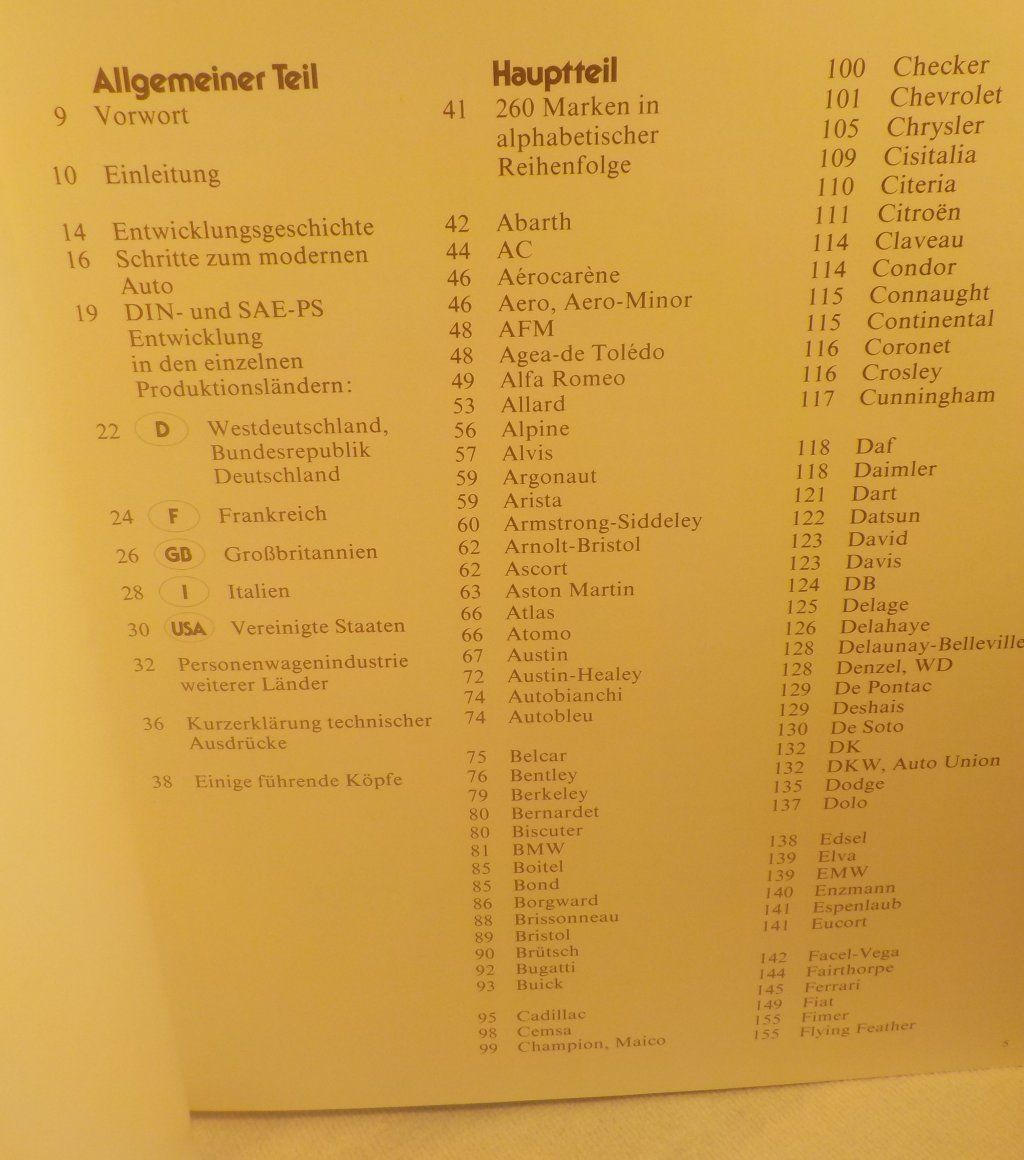 Allgemeiner Teil
9 Vorwort
10 Einleitung
14 Entwicklungsgeschichte
16 Schritte zum modernen
Auto
19 DIN- und SAE-PS
Entwicklung
in den einzelnen
Produktionsländern:
22 D Westdeutschland,
Bundesrepublik
Deutschland
24 F Frankreich
26 GB Großbritannien
28 I Italien
30 USA Vereinigte Staaten
32 Personenwagenindustrie
weiterer Länder
36 Kurzerklärung technischer
Ausdrücke
38 Einige führende Köpfe
Hauptteil
41 260 Marken in
alphabetischer
Reihenfolge
42 Abarth
44 AC
46 Aérocarène
46 Aero, Aero-Minor
48 AFM
48 Agea-de Tolédo
49 Alfa Romeo
53 Allard
56 Alpine
57 Alvis
59 Argonaut
59 Arista
60 Armstrong-Siddeley
62 Arnolt-Bristol
62 Ascort
63 Aston Martin
66 Atlas
66 Atomo
67 Austin
72 Austin-Healey
74 Autobianchi
74 Autobleu
75 Belcar
76 Bentley
79 Berkeley
80 Bernardet
80 Biscuter
81 BMW
85 Boitel
85 Bond
86 Borgward
88 Brissonneau
89 Bristol
90 Brütsch
92 Bugatti
93 Buick
95 Cadillac
98 Cemsa
99 Champion, Maico
100 Checker
101 Chevrolet
105 Chrysler
109 Cisitalia
110 Citeria
111 Citroën
114 Claveau
114 Condor
115 Connaught
115 Continental
116 Coronet
116 Crosley
117 Cunningham
118 Daf
118 Daimler
121 Dart
122 Datsun
123 David
123 Davis
124 DB
125 Delage
126 Delahaye
128 Delaunay-Belleville
128 Denzel, WD
129 De Pontac
129 Deshais
130 De Soto
132 DK
132 DKW, Auto Union
135 Dodge
137 Dolo
138 Edsel
139 Elva
139 EMW
140 Enzmann
141 Espenlaub
141 Eucort
142 Facel-Vega
144 Fairthorpe
145 Ferrari
149 Fiat
155 Fimer
155 Flying Feather
5